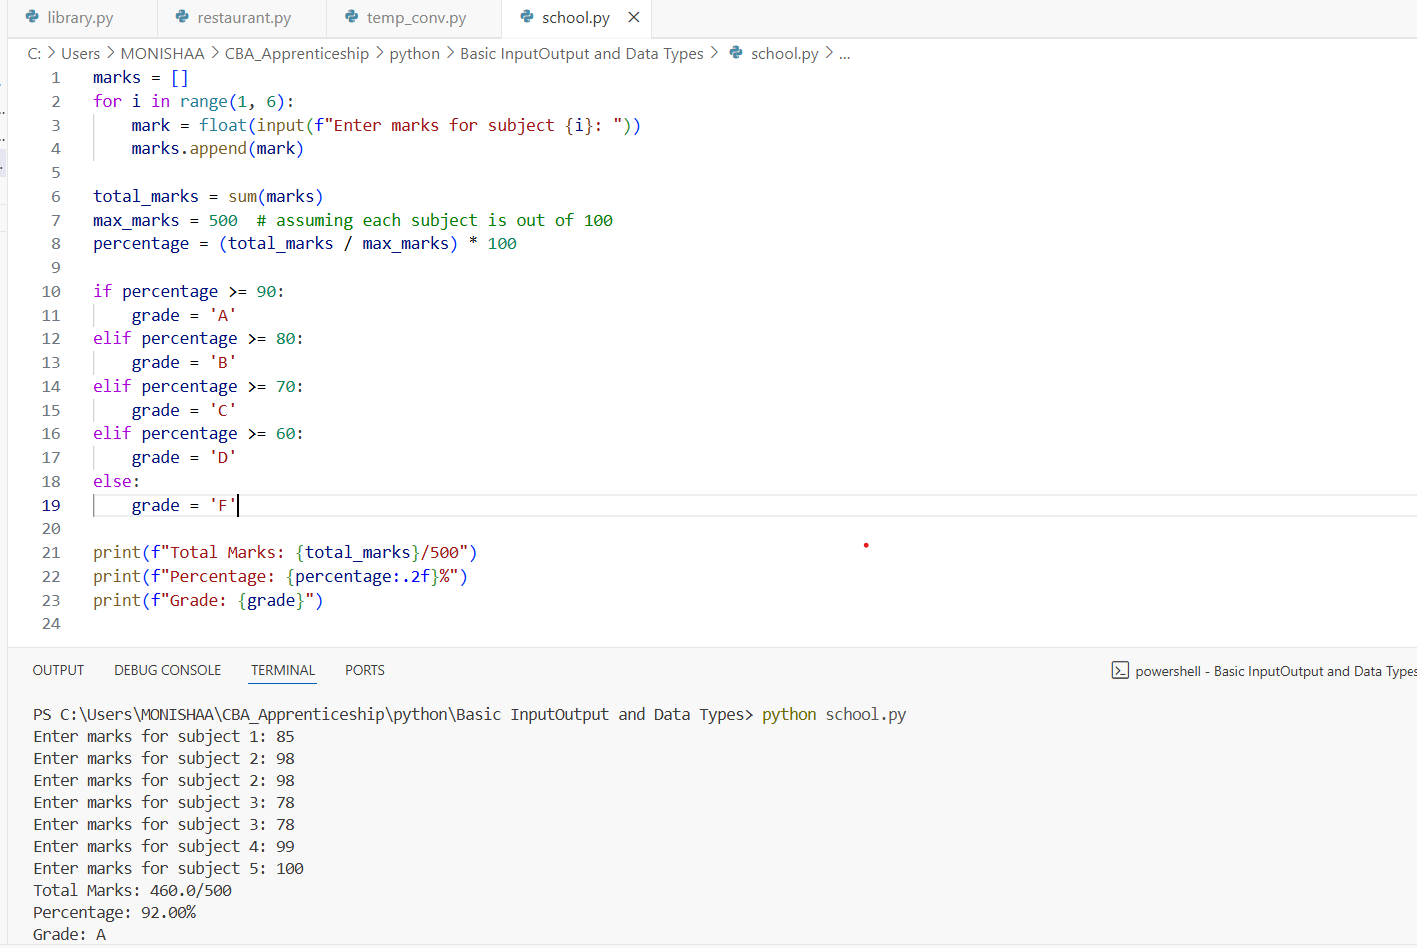 library.py restaurant.py temp_conv.py school.py
C: > Users > MONISHAA > CBA_Apprenticeship > python > Basic InputOutput and Data Types > school.py > ...
1 marks = []
2 for i in range(1, 6):
3     mark = float(input(f"Enter marks for subject {i}: "))
4     marks.append(mark)
5
6 total_marks = sum(marks)
7 max_marks = 500  # assuming each subject is out of 100
8 percentage = (total_marks / max_marks) * 100
9
10 if percentage >= 90:
11     grade = 'A'
12 elif percentage >= 80:
13     grade = 'B'
14 elif percentage >= 70:
15     grade = 'C'
16 elif percentage >= 60:
17     grade = 'D'
18 else:
19     grade = 'F'
20
21 print(f"Total Marks: {total_marks}/500")
22 print(f"Percentage: {percentage:.2f}%")
23 print(f"Grade: {grade}")
24
OUTPUT DEBUG CONSOLE TERMINAL PORTS powershell - Basic InputOutput and Data Types
PS C:\Users\MONISHAA\CBA_Apprenticeship\python\Basic InputOutput and Data Types> python school.py
Enter marks for subject 1: 85
Enter marks for subject 2: 98
Enter marks for subject 2: 98
Enter marks for subject 3: 78
Enter marks for subject 3: 78
Enter marks for subject 4: 99
Enter marks for subject 5: 100
Total Marks: 460.0/500
Percentage: 92.00%
Grade: A